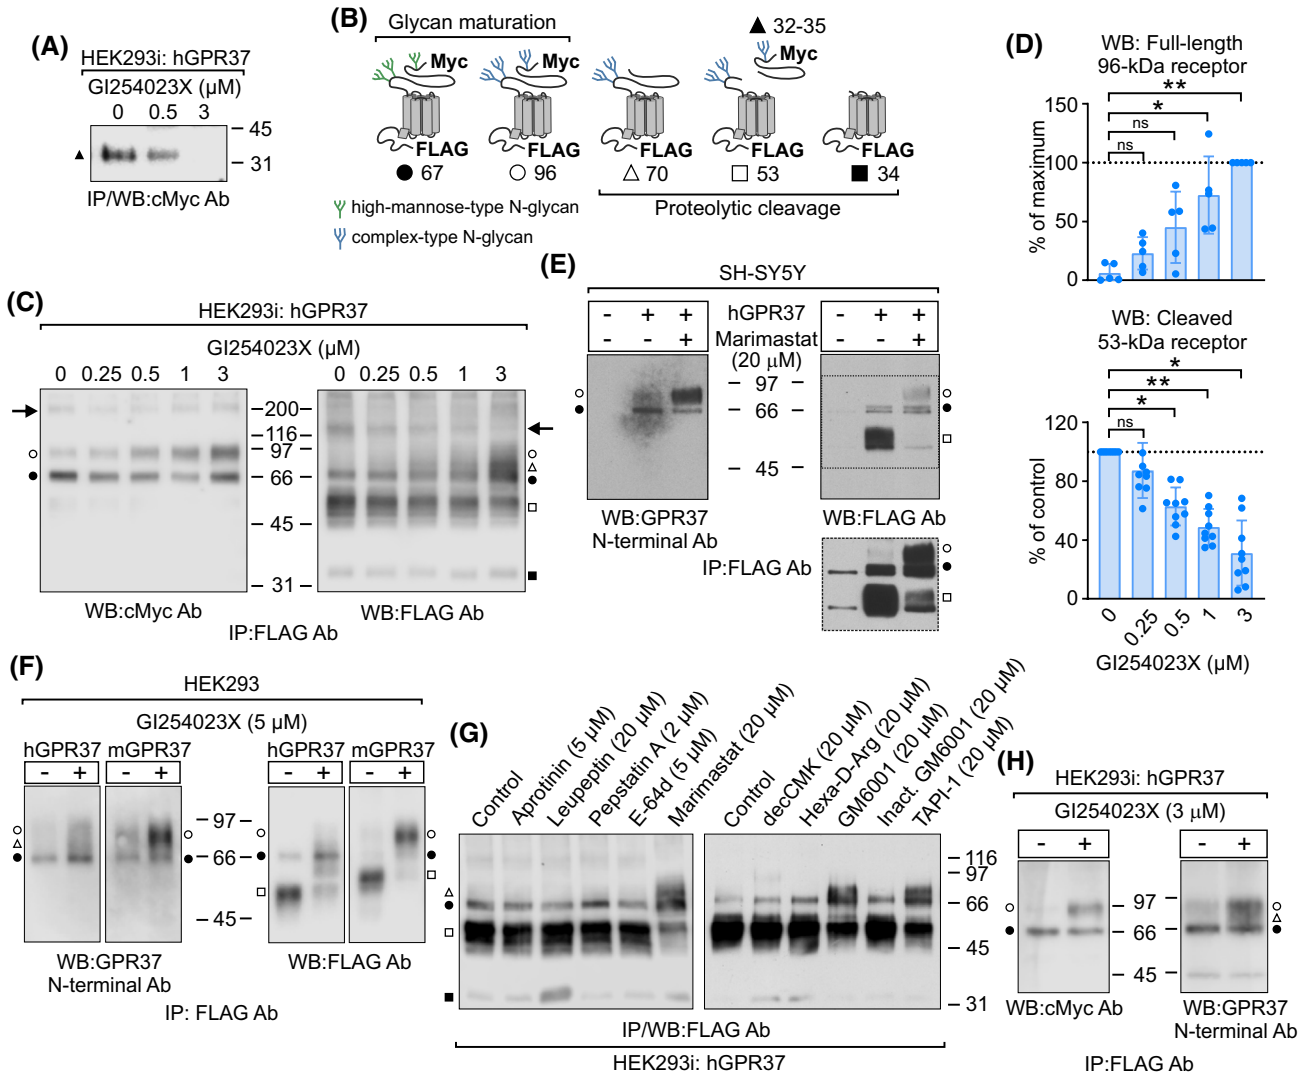 (A)
HEK293i: hGPR37
GI254023X (µM)
0 0.5 3
45
31
IP/WB:cMyc Ab
(B)
Glycan maturation
▲ 32-35
Myc Myc Myc
FLAG FLAG FLAG
● 67 ○ 96 △ 70 □ 53 ■ 34
Proteolytic cleavage
high-mannose-type N-glycan
complex-type N-glycan
(C)
HEK293i: hGPR37
GI254023X (µM)
0 0.25 0.5 1 3 0 0.25 0.5 1 3
200
116
97
66
45
31
WB:cMyc Ab WB:FLAG Ab
IP:FLAG Ab
(D)
WB: Full-length
96-kDa receptor
**
*
ns
ns
% of maximum
150
100
50
0
WB: Cleaved
53-kDa receptor
*
**
*
ns
% of control
120
80
40
0
0 0.25 0.5 1 3
GI254023X (µM)
(E)
SH-SY5Y
- + + hGPR37 - + +
- - + Marimastat - - +
(20 µM)
97
66
45
WB:GPR37
N-terminal Ab
WB:FLAG Ab
IP:FLAG Ab
(F)
HEK293
GI254023X (5 µM)
hGPR37 mGPR37 hGPR37 mGPR37
- + - + - + - +
97
66
45
WB:GPR37
N-terminal Ab
WB:FLAG Ab
IP: FLAG Ab
(G)
Control
Aprotinin (5 µM)
Leupeptin (20 µM)
Pepstatin A (2 µM)
E-64d (5 µM)
Marimastat (20 µM)
Control
decCMK (20 µM)
Hexa-D-Arg (20 µM)
GM6001 (20 µM)
Inact. GM6001 (20 µM)
TAPI-1 (20 µM)
116
97
66
45
31
IP/WB:FLAG Ab
HEK293i: hGPR37
(H)
HEK293i: hGPR37
GI254023X (3 µM)
- + - +
97
66
45
WB:cMyc Ab
WB:GPR37
N-terminal Ab
IP:FLAG Ab